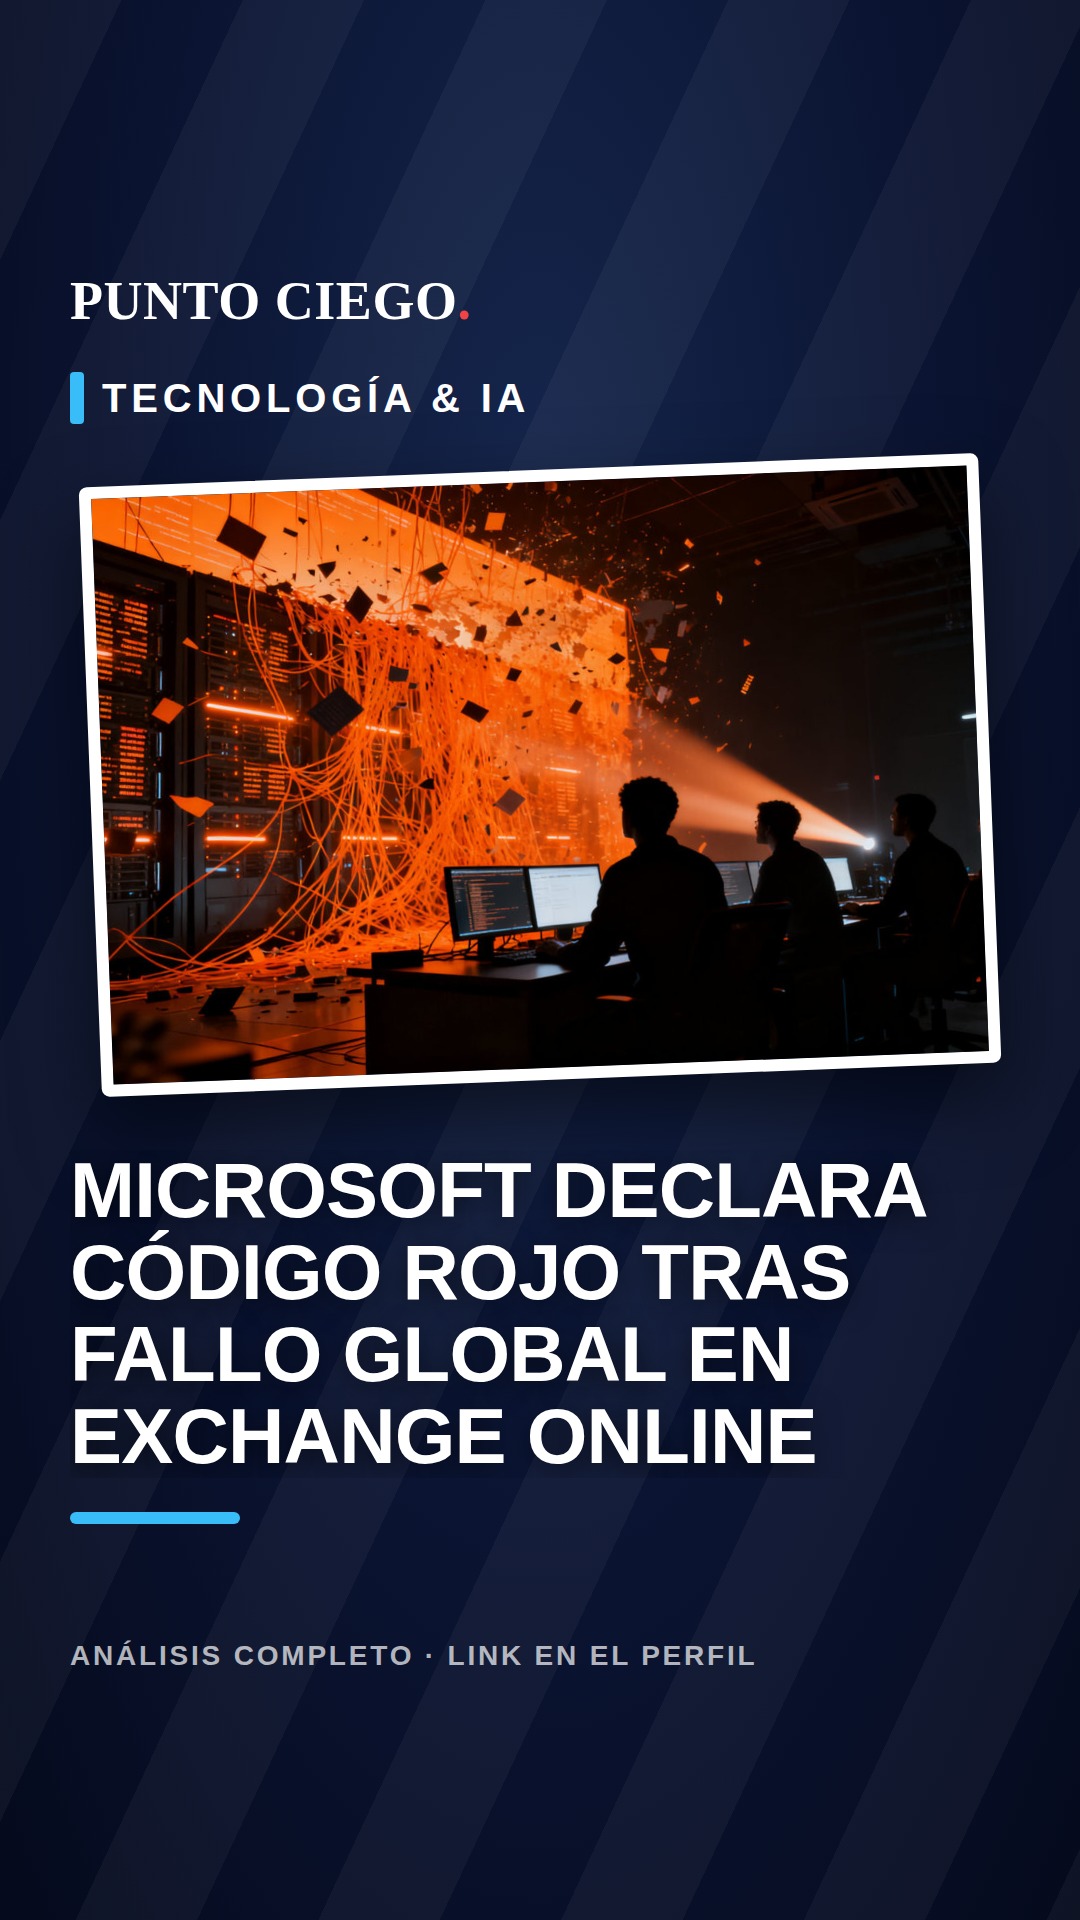 PUNTO CIEGO.
TECNOLOGÍA & IA
MICROSOFT DECLARA
CÓDIGO ROJO TRAS
FALLO GLOBAL EN
EXCHANGE ONLINE
ANÁLISIS COMPLETO · LINK EN EL PERFIL